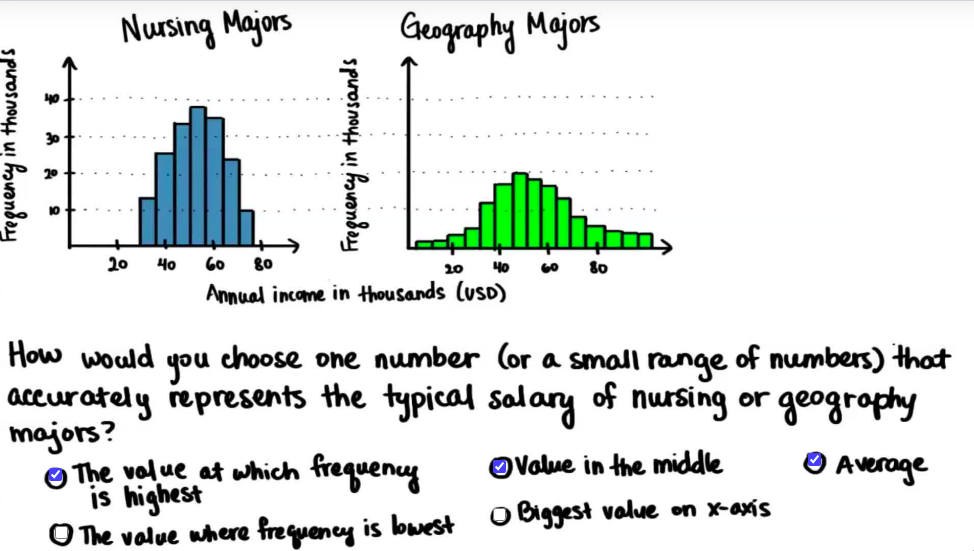 Nursing Majors
Geography Majors
Frequency in thousands
40
30
20
10
20 40 60 80
Frequency in thousands
20 40 60 80
Annual income in thousands (USD)
How would you choose one number (or a small range of numbers) that
accurately represents the typical salary of nursing or geography
majors?
The value at which frequency
is highest
Value in the middle
Average
The value where frequency is lowest
Biggest value on x-axis